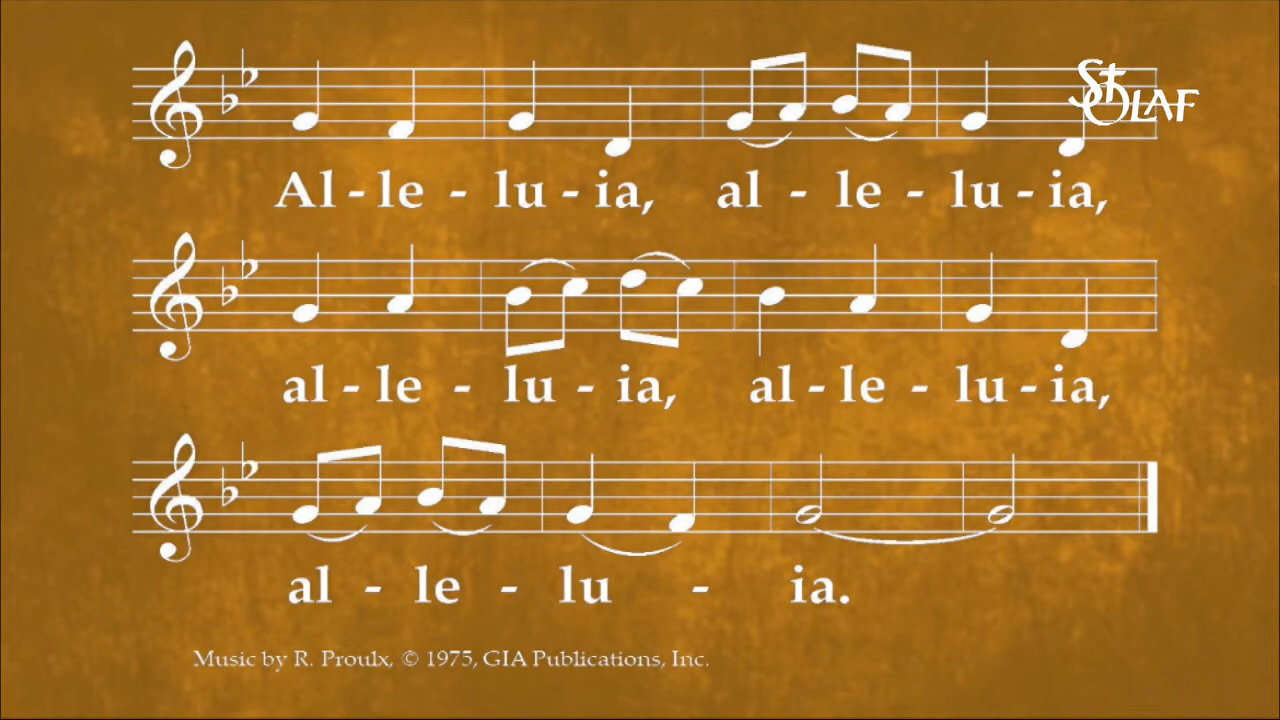 St OLAF
Al - le - lu - ia, al - le - lu - ia,
al - le - lu - ia, al - le - lu - ia,
al - le - lu - ia.
Music by R. Proulx, © 1975, GIA Publications, Inc.